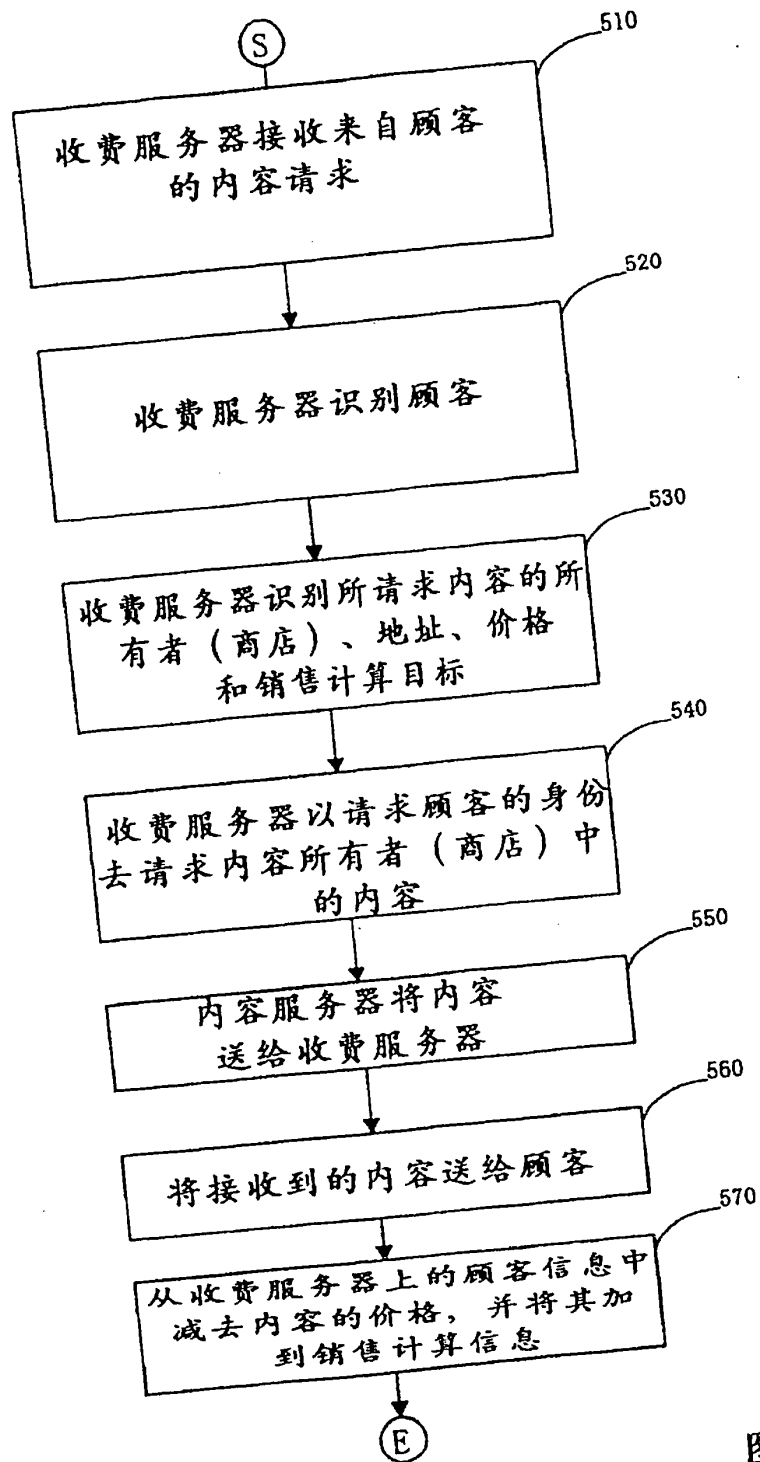 S
510
收费服务器接收来自顾客
的内容请求
520
收费服务器识别顾客
530
收费服务器识别所请求内容的所
有者(商店)、地址、价格
和销售计算目标
540
收费服务器以请求顾客的身份
去请求内容所有者(商店)中
的内容
550
内容服务器将内容
送给收费服务器
560
将接收到的内容送给顾客
570
从收费服务器上的顾客信息中
减去内容的价格,并将其加
到销售计算信息
E